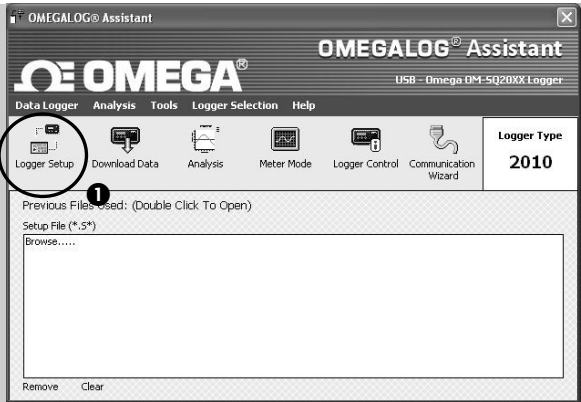 OMEGALOG® Assistant
OMEGALOG® Assistant
ΩE OMEGA®
USB - Omega OM-SQ20XX Logger
Data Logger Analysis Tools Logger Selection Help
Logger Setup Download Data Analysis Meter Mode Logger Control Communication Wizard
Logger Type
2010
1
Previous Files Used: (Double Click To Open)
Setup File (*.S*)
Browse.....
Remove Clear